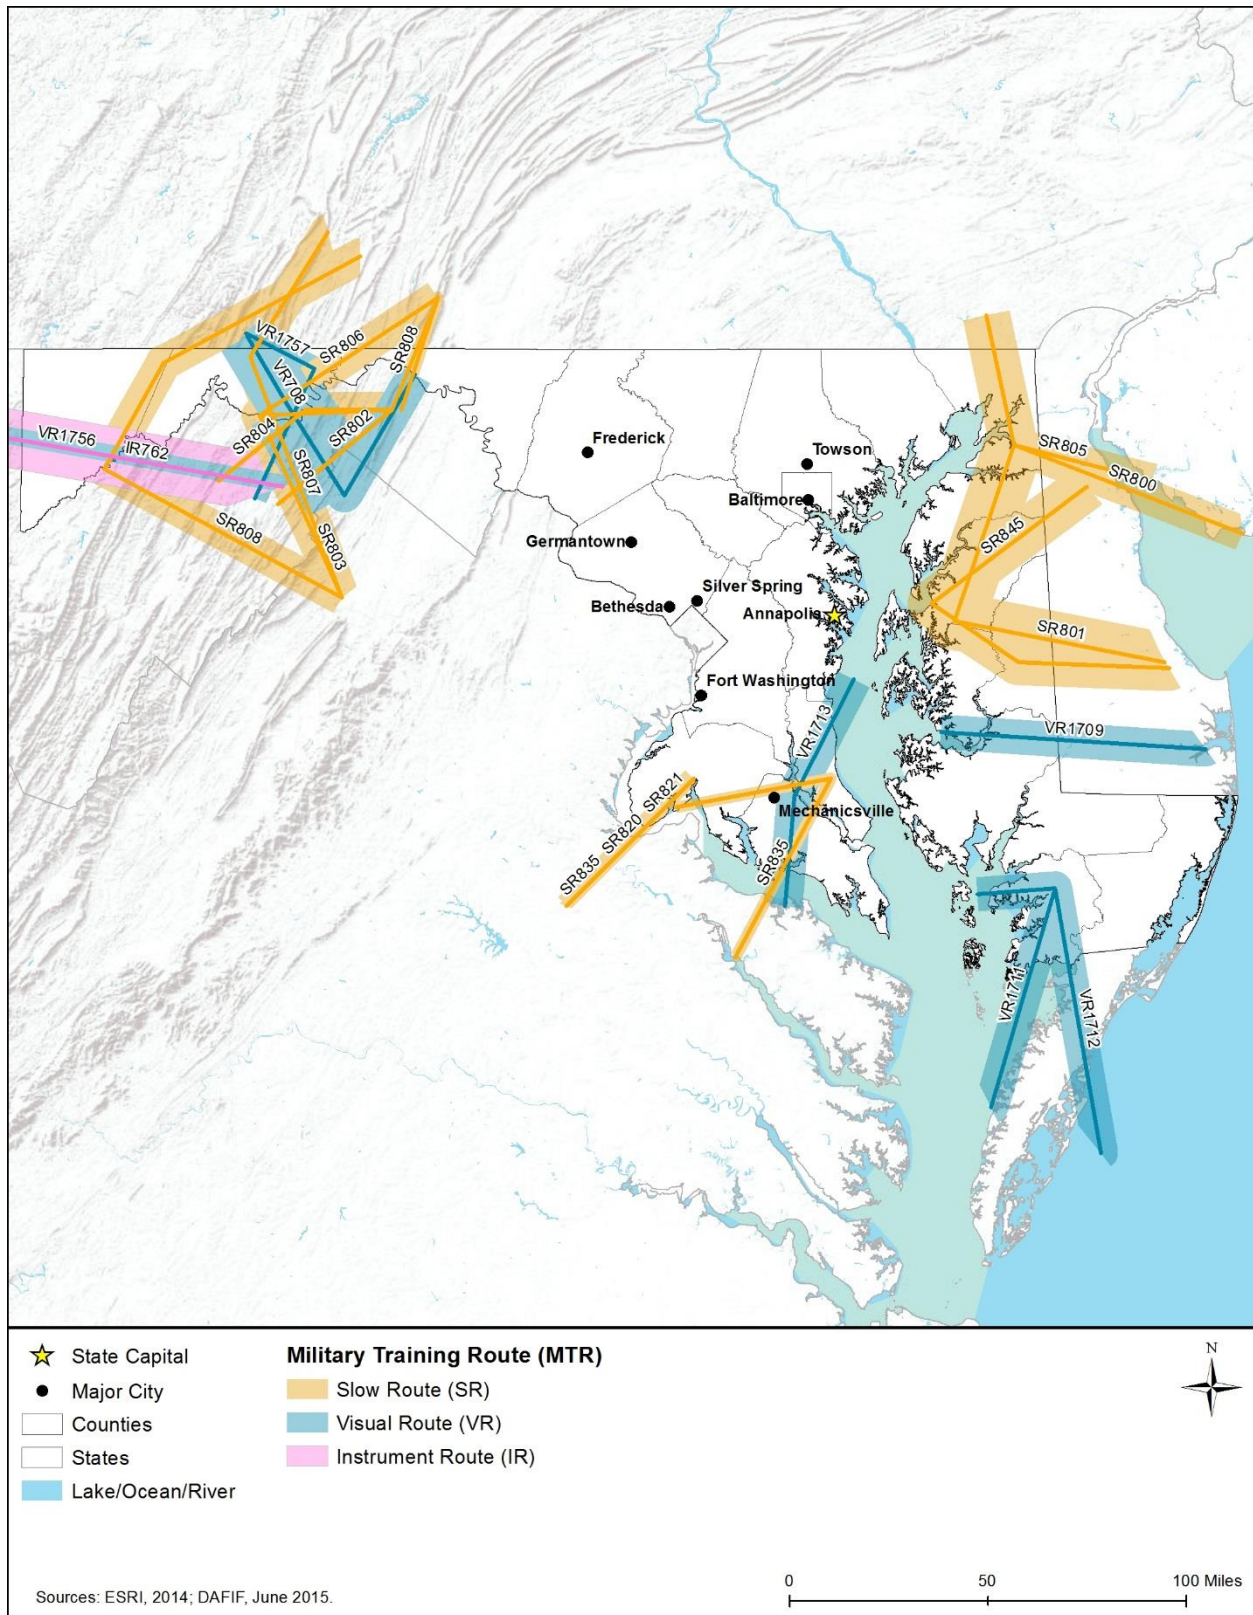 VR1757
SR806
SR808
VR708
SR804
SR802
VR1756
IR762
SR807
SR808
SR803
Frederick
Towson
Baltimore
Germantown
Silver Spring
Bethesda
Annapolis
Fort Washington
Mechanicsville
SR805
SR800
SR845
SR801
VR1709
VR1713
SR821
SR820
SR835
SR835
VR1711
VR1712
State Capital
Major City
Counties
States
Lake/Ocean/River
Military Training Route (MTR)
Slow Route (SR)
Visual Route (VR)
Instrument Route (IR)
N
Sources: ESRI, 2014; DAFIF, June 2015.
0 50 100 Miles